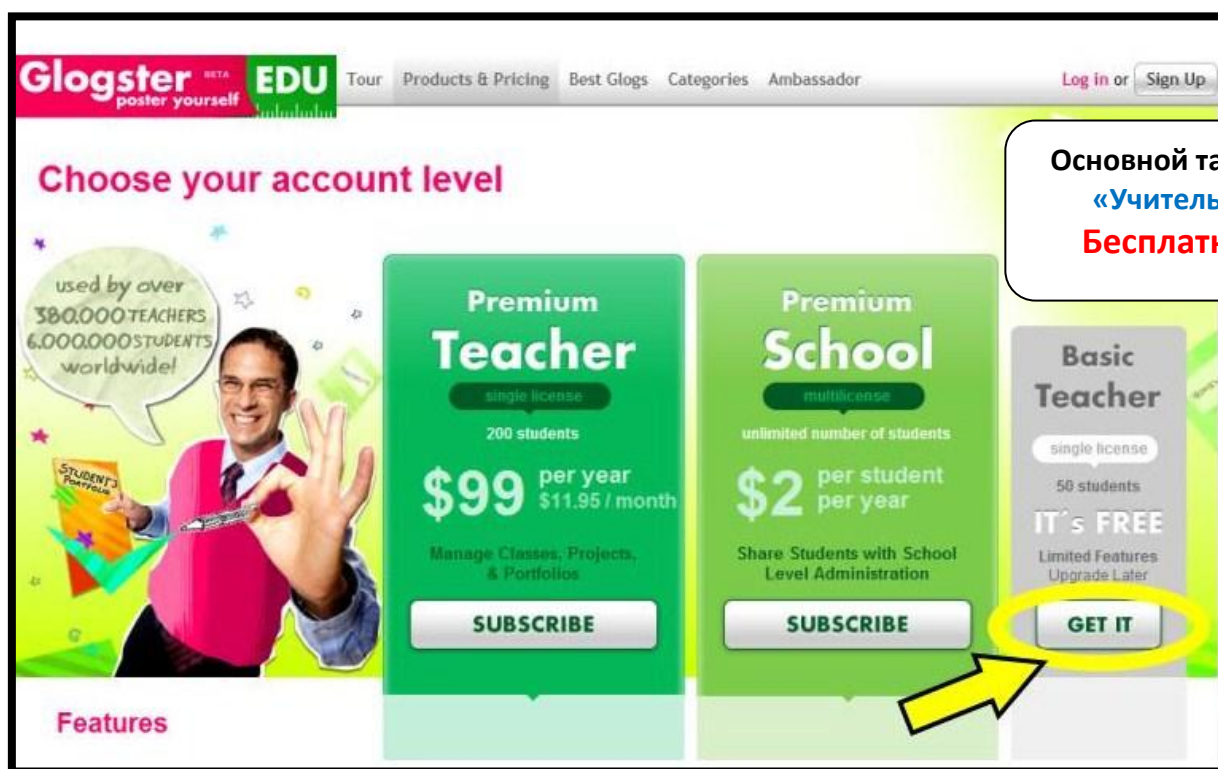 Glogster BETA EDU
poster yourself
Tour Products & Pricing Best Glogs Categories Ambassador Log in or Sign Up
Choose your account level
Основной
«Учитель
used by over
380.000 TEACHERS
6.000.000 STUDENTS
worldwide!
STUDENT'S
PORTFOLIO
Premium
Teacher
single license
200 students
$99 per year
$11.95 / month
Manage Classes, Projects,
& Portfolios
SUBSCRIBE
Premium
School
multilicense
unlimited number of students
$2 per student
per year
Share Students with School
Level Administration
SUBSCRIBE
Basic
Teacher
single license
50 students
IT´s FREE
Limited Features
Upgrade Later
GET IT
Features